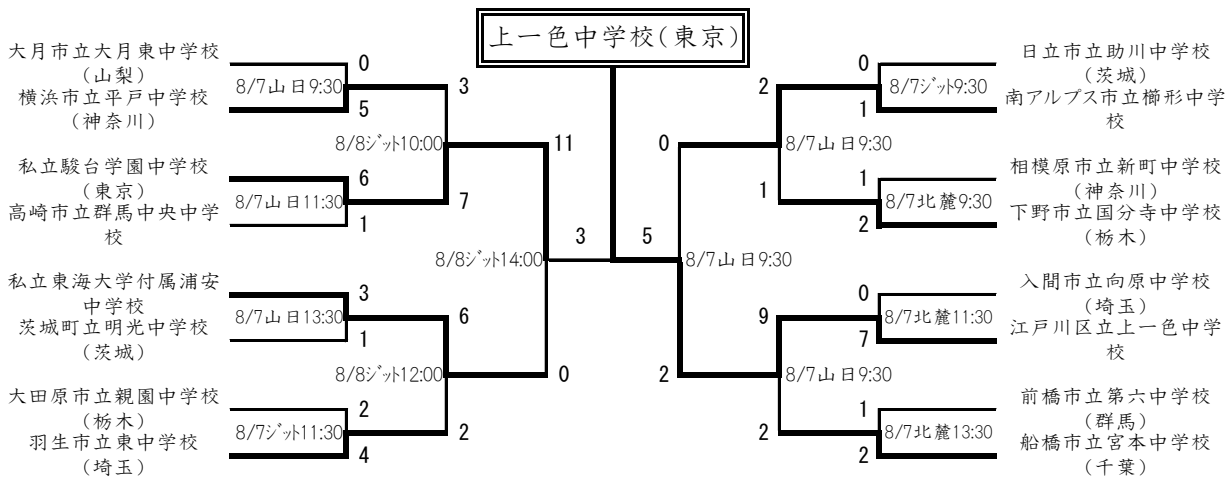 上一色中学校(東京)
大月市立大月東中学校
(山梨)
横浜市立平戸中学校
(神奈川)
8/7山日9:30
0
5
私立駿台学園中学校
(東京)
高崎市立群馬中央中学
校
8/7山日11:30
6
1
8/8ジット10:00
3
7
私立東海大学付属浦安
中学校
茨城町立明光中学校
(茨城)
8/7山日13:30
3
1
大田原市立親園中学校
(栃木)
羽生市立東中学校
(埼玉)
8/7ジット11:30
2
4
8/8ジット12:00
6
2
8/8ジット14:00
11
0
3
5
日立市立助川中学校
(茨城)
南アルプス市立櫛形中学
校
8/7ジット9:30
0
1
相模原市立新町中学校
(神奈川)
下野市立国分寺中学校
(栃木)
8/7北麓9:30
1
2
8/7山日9:30
2
1
入間市立向原中学校
(埼玉)
江戸川区立上一色中学
校
8/7北麓11:30
0
7
前橋市立第六中学校
(群馬)
船橋市立宮本中学校
(千葉)
8/7北麓13:30
1
2
8/7山日9:30
9
2
8/7山日9:30
0
2